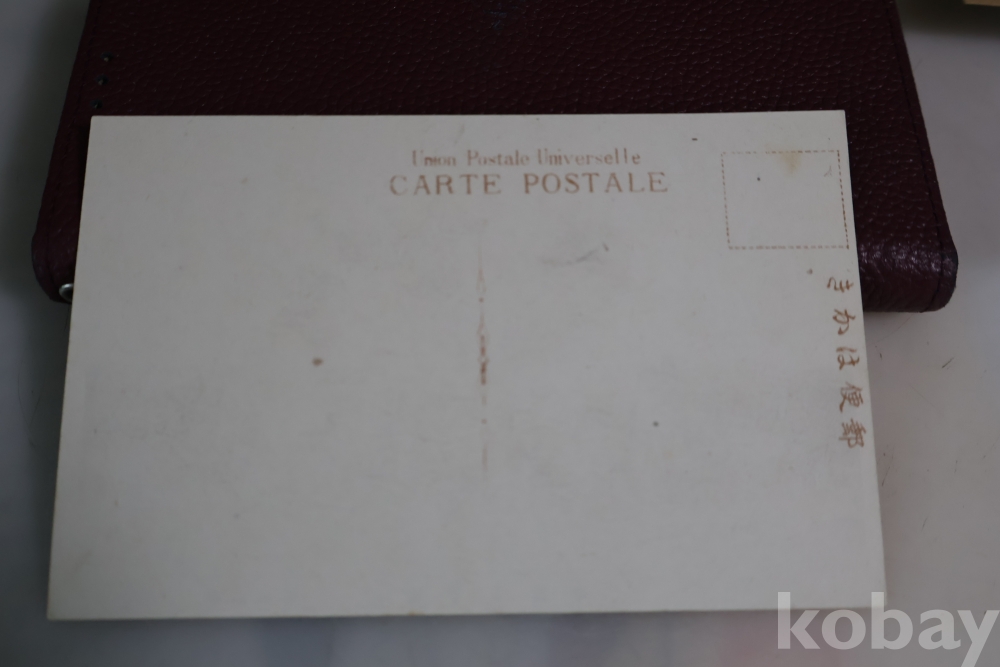 Union Postale Universelle
CARTE POSTALE
きかは便郵
kobay